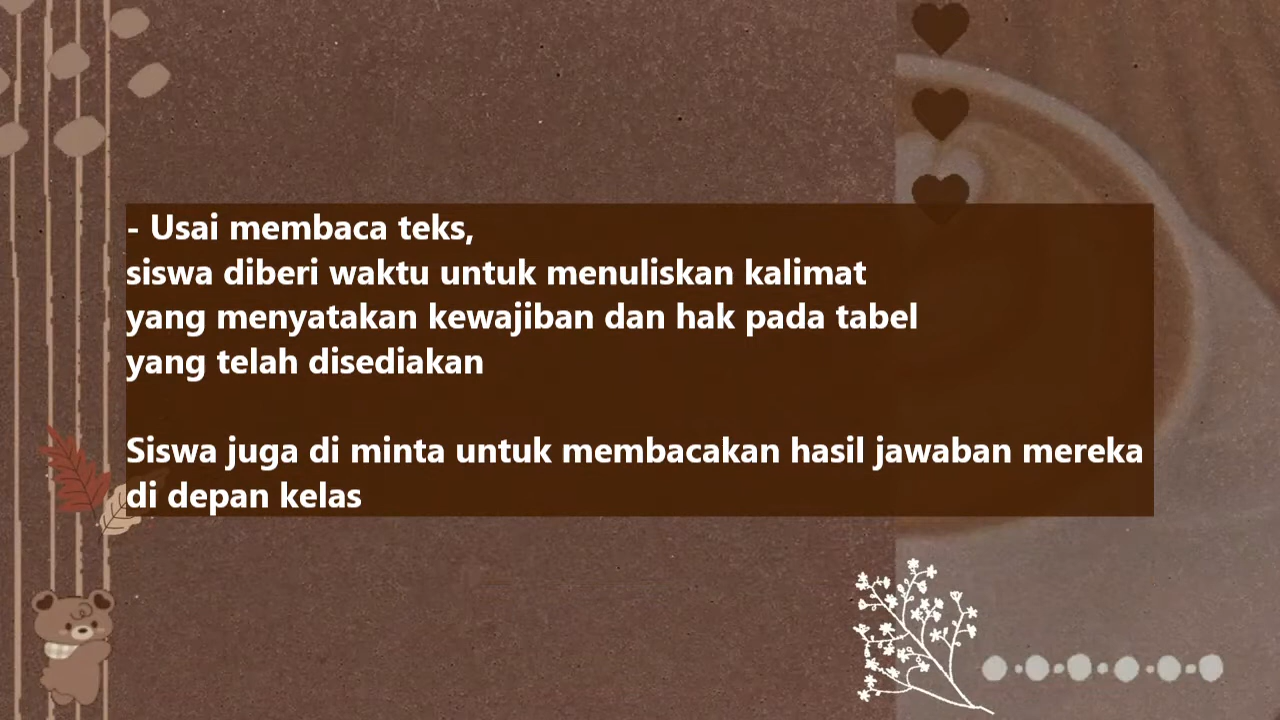 - Usai membaca teks,
siswa diberi waktu untuk menuliskan kalimat
yang menyatakan kewajiban dan hak pada tabel
yang telah disediakan
Siswa juga di minta untuk membacakan hasil jawaban mereka
di depan kelas